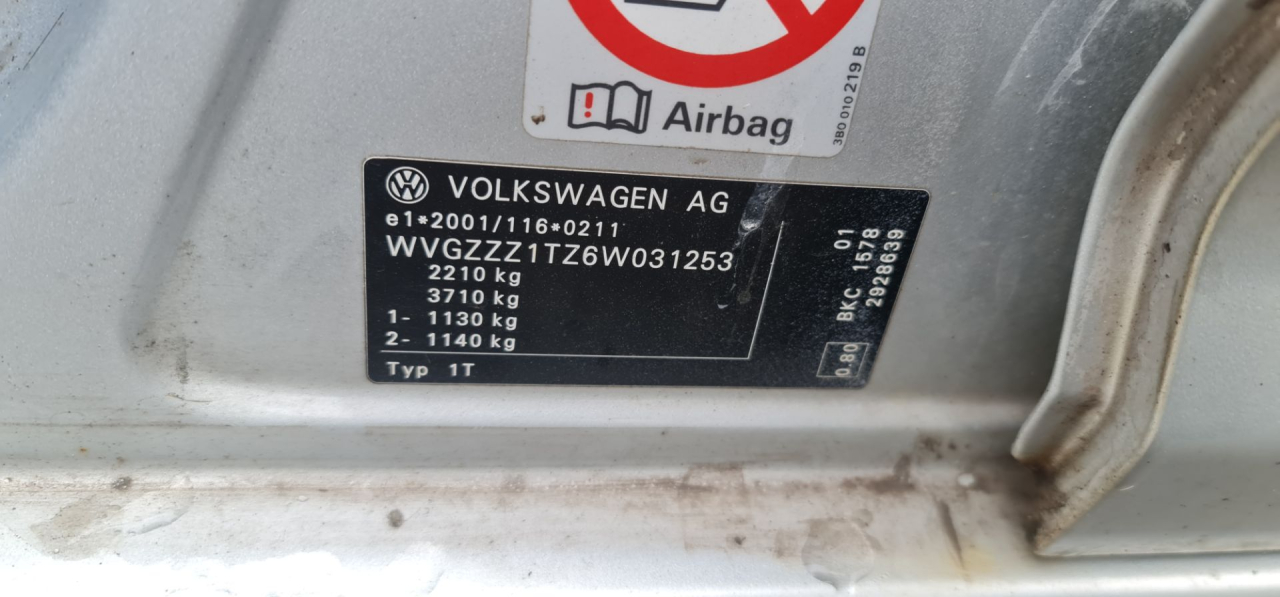 Airbag
3B0 010 219 B
VOLKSWAGEN AG
e1*2001/116*0211
WVGZZZ1TZ6W031253
2210 kg
3710 kg
1- 1130 kg
2- 1140 kg
Typ 1T
01
BKC 1578
2928639
0.80